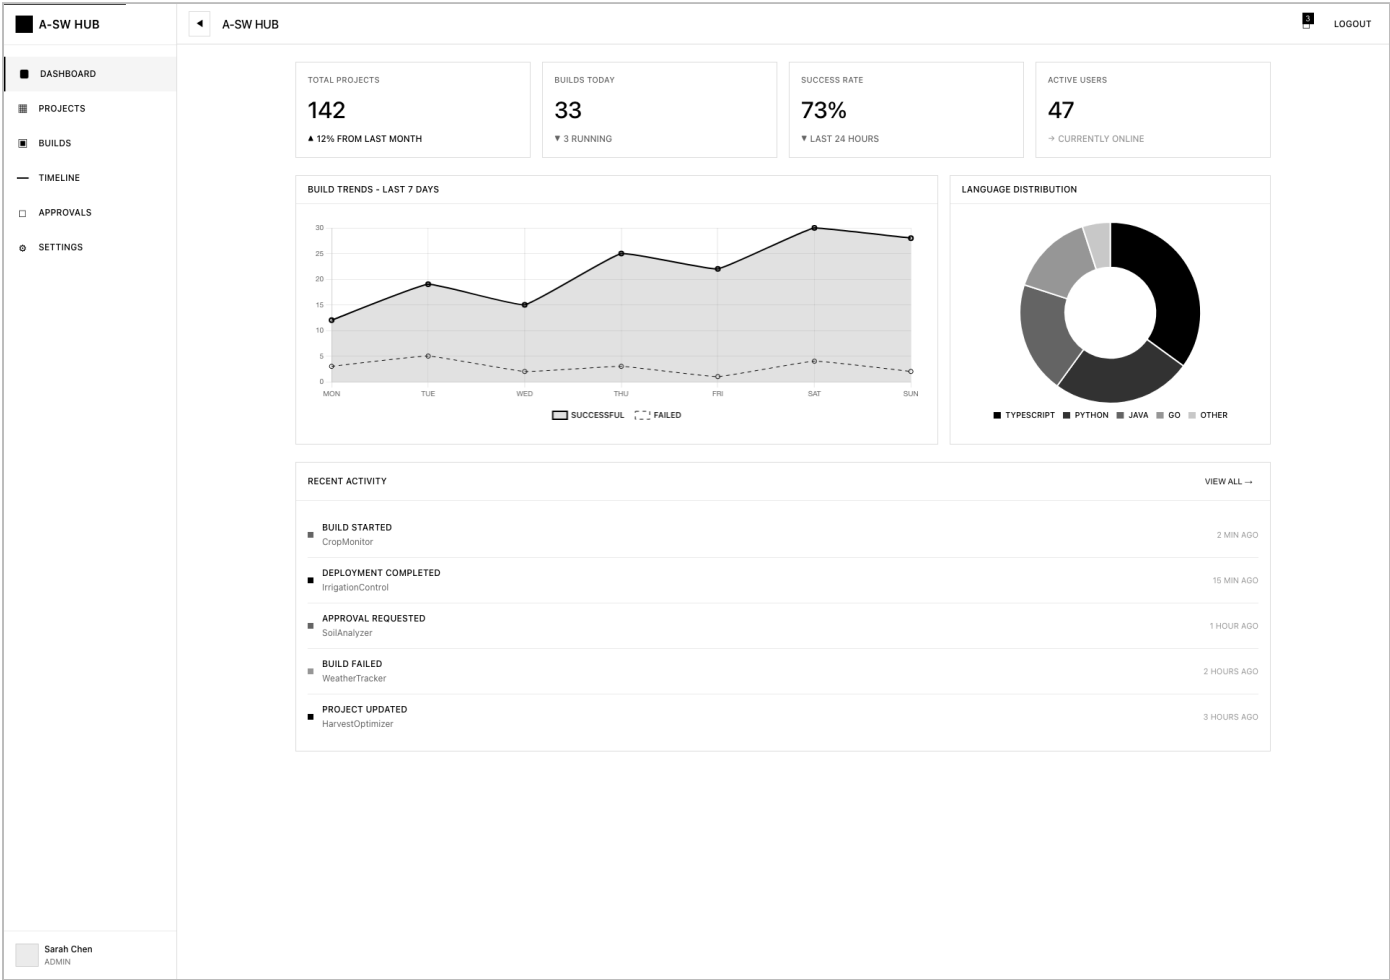 A-SW HUB
DASHBOARD
PROJECTS
BUILDS
TIMELINE
APPROVALS
SETTINGS
Sarah Chen
ADMIN
A-SW HUB
3
LOGOUT
TOTAL PROJECTS
142
▲ 12% FROM LAST MONTH
BUILDS TODAY
33
▼ 3 RUNNING
SUCCESS RATE
73%
▼ LAST 24 HOURS
ACTIVE USERS
47
→ CURRENTLY ONLINE
BUILD TRENDS - LAST 7 DAYS
30
25
20
15
10
5
0
MON TUE WED THU FRI SAT SUN
SUCCESSFUL FAILED
LANGUAGE DISTRIBUTION
TYPESCRIPT PYTHON JAVA GO OTHER
RECENT ACTIVITY
VIEW ALL →
BUILD STARTED
CropMonitor
2 MIN AGO
DEPLOYMENT COMPLETED
IrrigationControl
15 MIN AGO
APPROVAL REQUESTED
SoilAnalyzer
1 HOUR AGO
BUILD FAILED
WeatherTracker
2 HOURS AGO
PROJECT UPDATED
HarvestOptimizer
3 HOURS AGO